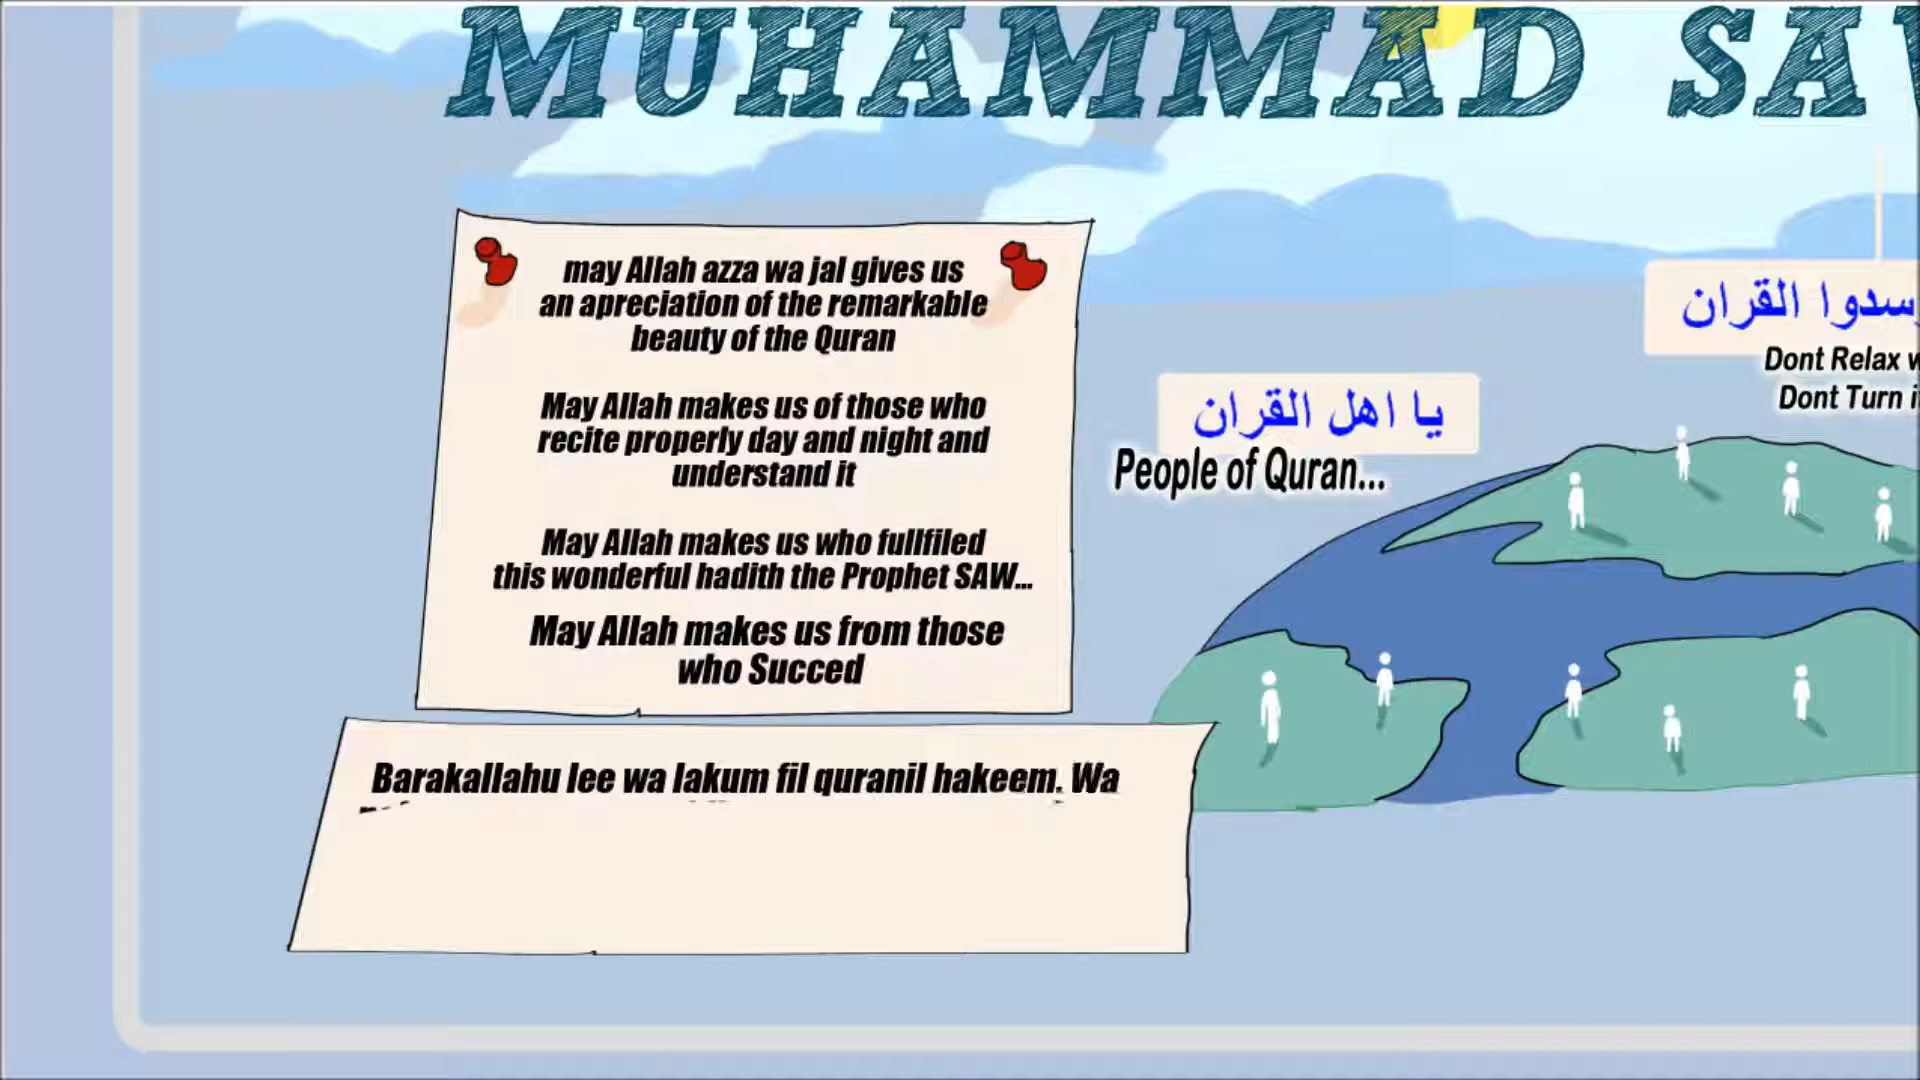 MUHAMMAD SAW
may Allah azza wa jal gives us
an apreciation of the remarkable
beauty of the Quran
May Allah makes us of those who
recite properly day and night and
understand it
May Allah makes us who fullfiled
this wonderful hadith the Prophet SAW...
May Allah makes us from those
who Succed
Barakallahu lee wa lakum fil quranil hakeem. Wa
يا اهل القران
People of Quran...
سدوا القران
Dont Relax
Dont Turn